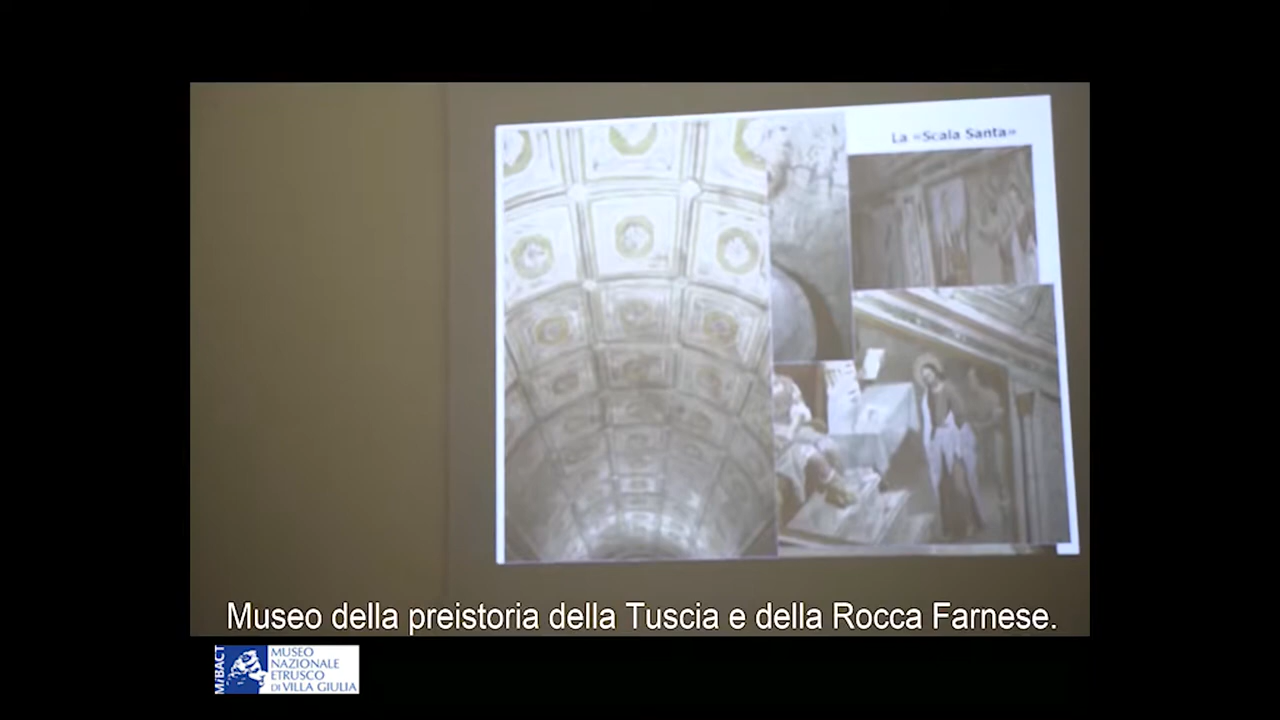 La «Scala Santa»
Museo della preistoria della Tuscia e della Rocca Farnese.
MiBACT
MUSEO
NAZIONALE
ETRUSCO
DI VILLA GIULIA